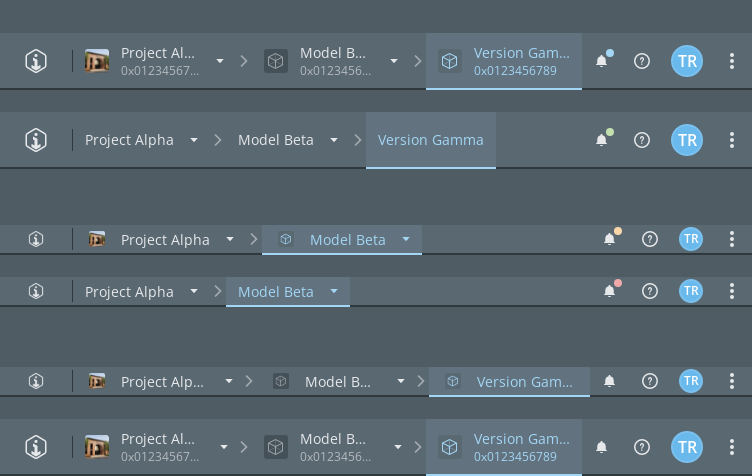 Project Al... Model B... Version Gam... TR
0x01234567... 0x0123456... 0x0123456789
Project Alpha Model Beta Version Gamma TR
Project Alpha Model Beta TR
Project Alpha Model Beta TR
Project Alp... Model B... Version Gam... TR
Project Al... Model B... Version Gam... TR
0x01234567... 0x0123456... 0x0123456789